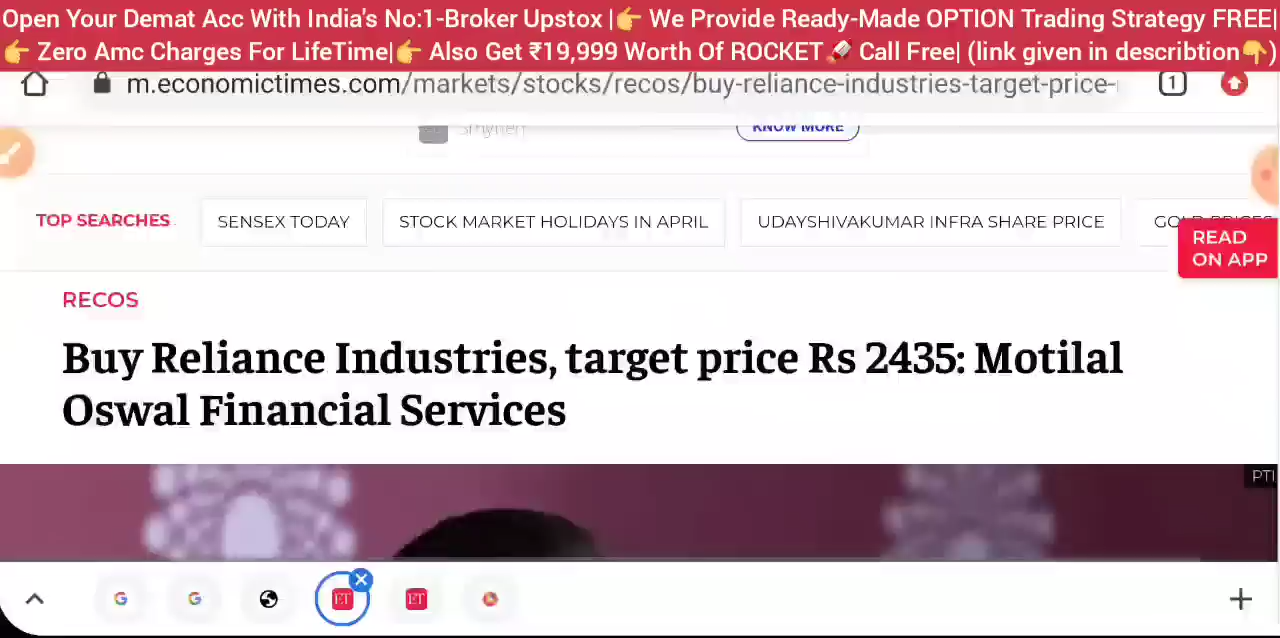 Open Your Demat Acc With India's No:1-Broker Upstox |👉 We Provide Ready-Made OPTION Trading Strategy FREE|
👉 Zero Amc Charges For LifeTime|👉 Also Get ₹19,999 Worth Of ROCKET🚀 Call Free| (link given in describtion👇)
m.economictimes.com/markets/stocks/recos/buy-reliance-industries-target-price-
1
KNOW MORE
TOP SEARCHES
SENSEX TODAY
STOCK MARKET HOLIDAYS IN APRIL
UDAYSHIVAKUMAR INFRA SHARE PRICE
READ
ON APP
RECOS
Buy Reliance Industries, target price Rs 2435: Motilal
Oswal Financial Services
PTI
G
G
ET
ET